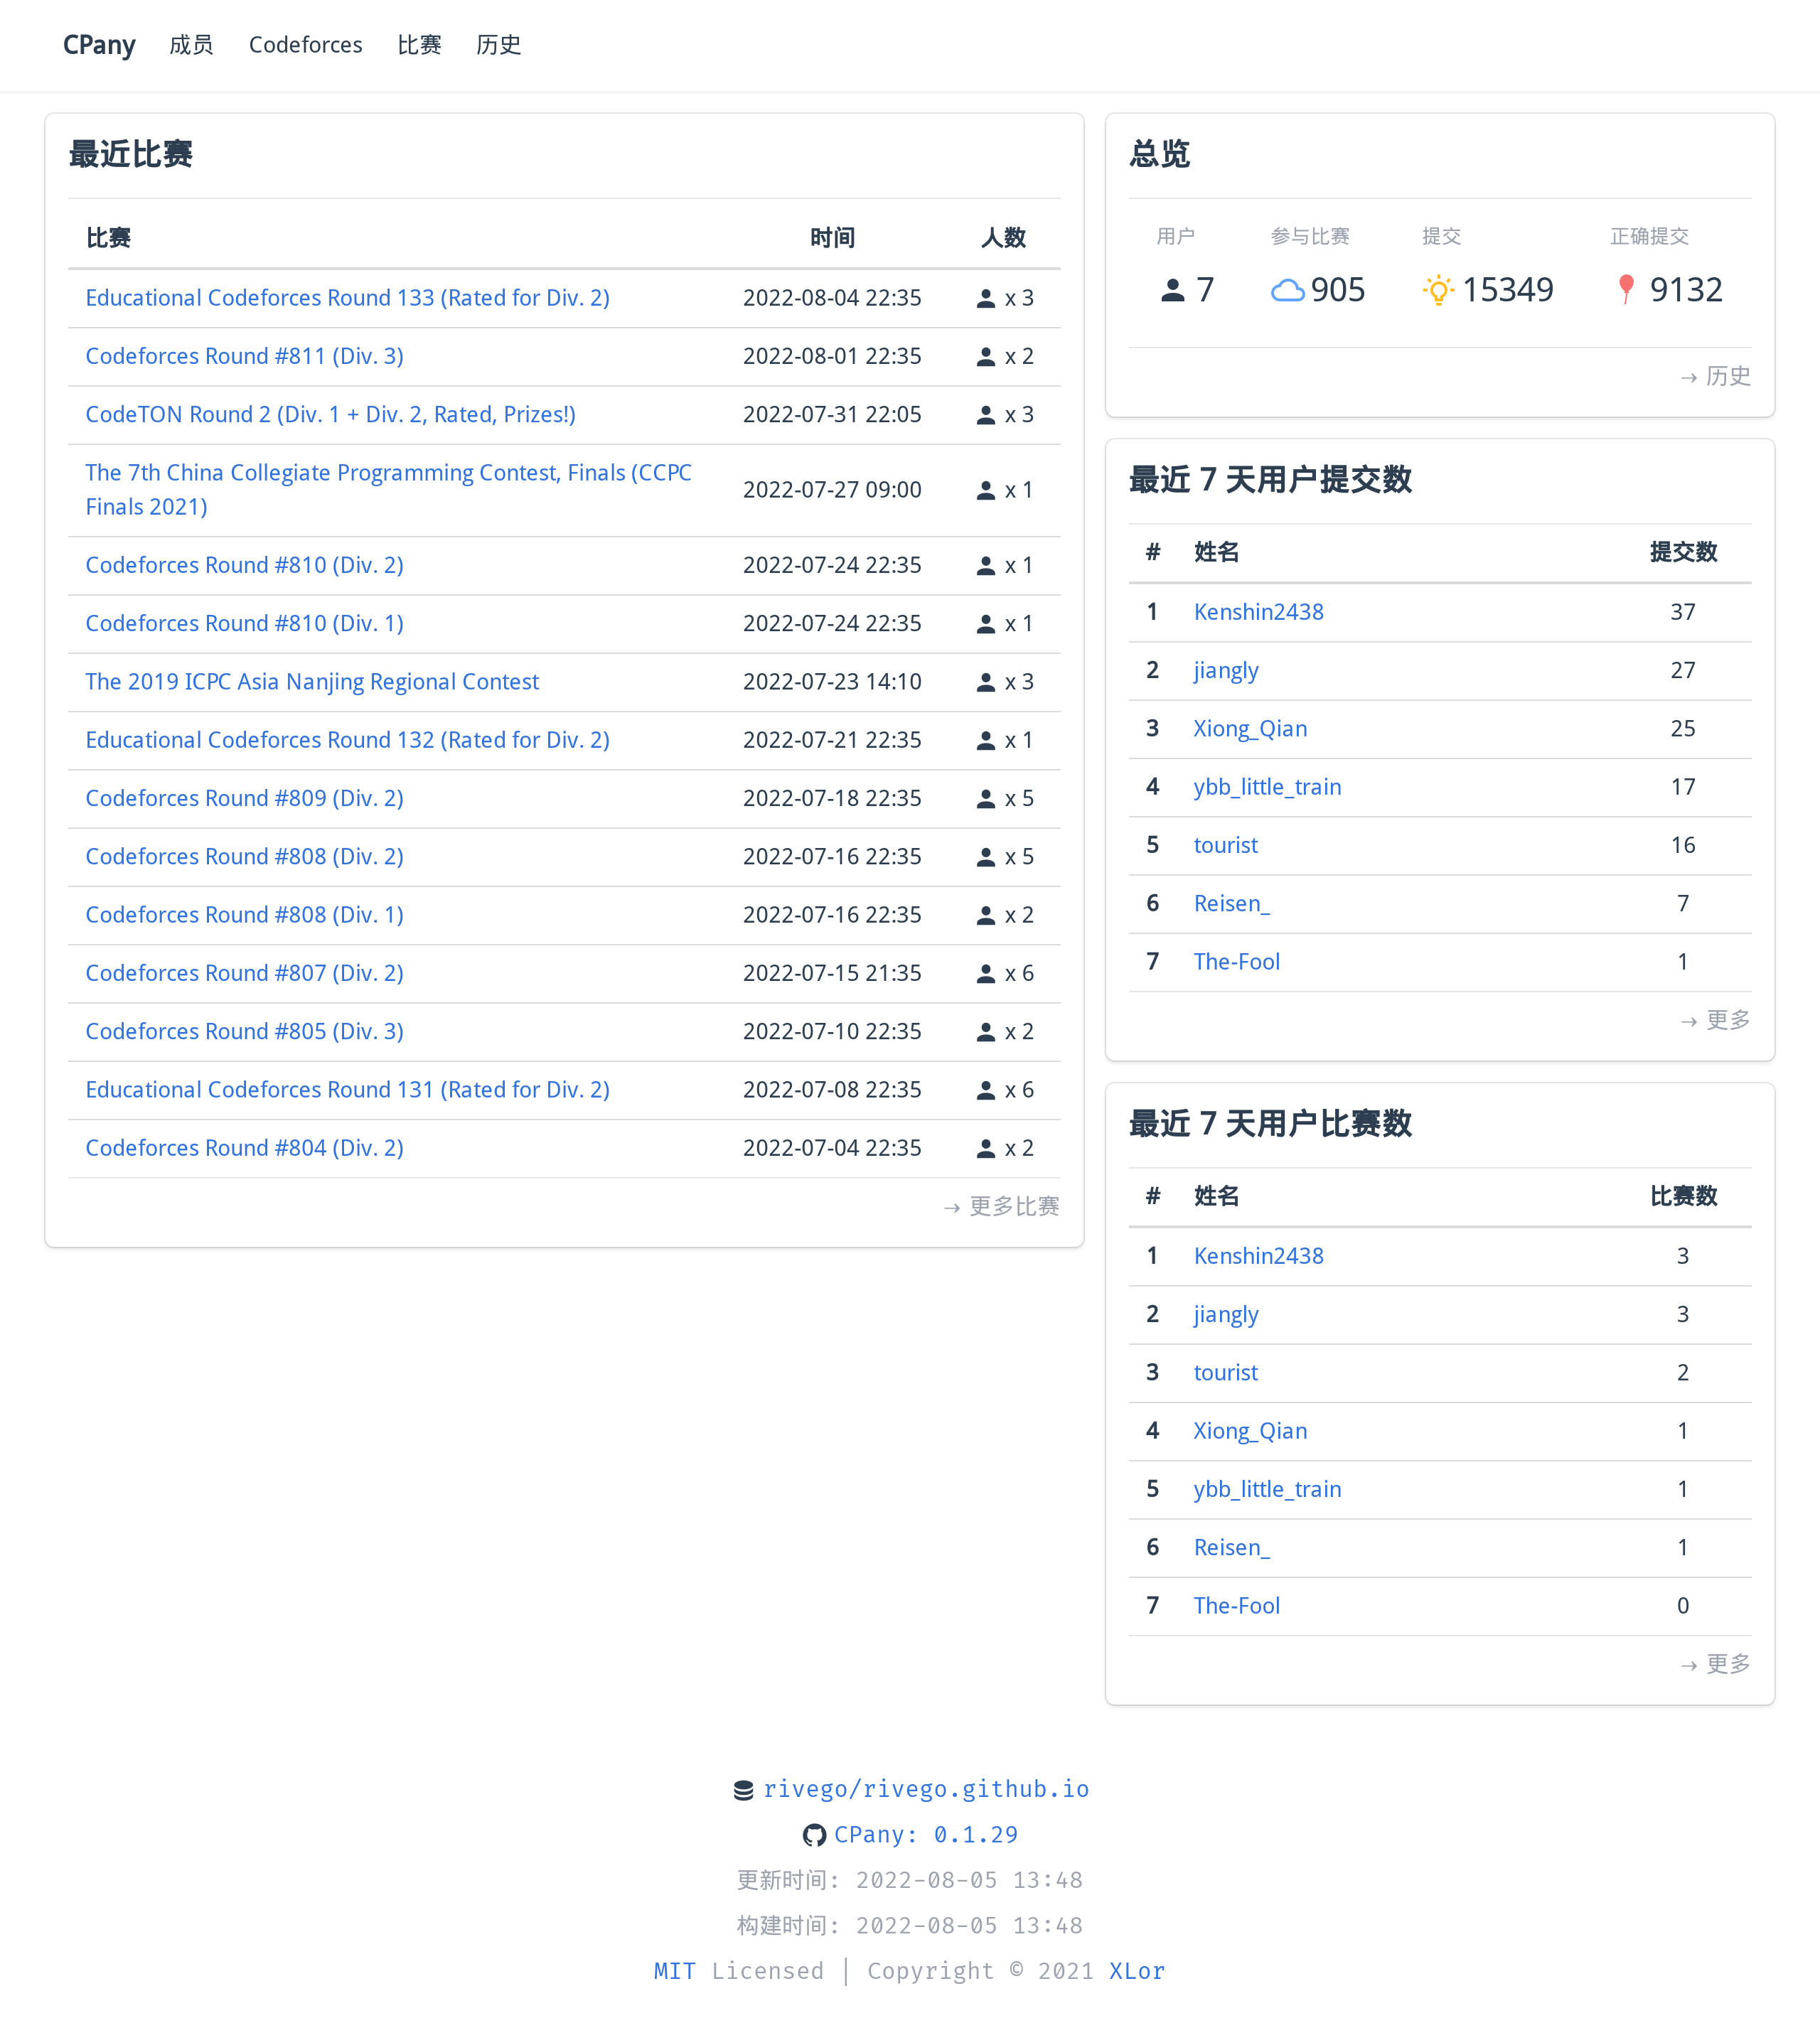 CPany 成员 Codeforces 比赛 历史
最近比赛
比赛 时间 人数
Educational Codeforces Round 133 (Rated for Div. 2) 2022-08-04 22:35 x 3
Codeforces Round #811 (Div. 3) 2022-08-01 22:35 x 2
CodeTON Round 2 (Div. 1 + Div. 2, Rated, Prizes!) 2022-07-31 22:05 x 3
The 7th China Collegiate Programming Contest, Finals (CCPC
Finals 2021) 2022-07-27 09:00 x 1
Codeforces Round #810 (Div. 2) 2022-07-24 22:35 x 1
Codeforces Round #810 (Div. 1) 2022-07-24 22:35 x 1
The 2019 ICPC Asia Nanjing Regional Contest 2022-07-23 14:10 x 3
Educational Codeforces Round 132 (Rated for Div. 2) 2022-07-21 22:35 x 1
Codeforces Round #809 (Div. 2) 2022-07-18 22:35 x 5
Codeforces Round #808 (Div. 2) 2022-07-16 22:35 x 5
Codeforces Round #808 (Div. 1) 2022-07-16 22:35 x 2
Codeforces Round #807 (Div. 2) 2022-07-15 21:35 x 6
Codeforces Round #805 (Div. 3) 2022-07-10 22:35 x 2
Educational Codeforces Round 131 (Rated for Div. 2) 2022-07-08 22:35 x 6
Codeforces Round #804 (Div. 2) 2022-07-04 22:35 x 2
→ 更多比赛
总览
用户 参与比赛 提交 正确提交
7 905 15349 9132
→ 历史
最近 7 天用户提交数
# 姓名 提交数
1 Kenshin2438 37
2 jiangly 27
3 Xiong_Qian 25
4 ybb_little_train 17
5 tourist 16
6 Reisen_ 7
7 The-Fool 1
→ 更多
最近 7 天用户比赛数
# 姓名 比赛数
1 Kenshin2438 3
2 jiangly 3
3 tourist 2
4 Xiong_Qian 1
5 ybb_little_train 1
6 Reisen_ 1
7 The-Fool 0
→ 更多
rivego/rivego.github.io
CPany: 0.1.29
更新时间: 2022-08-05 13:48
构建时间: 2022-08-05 13:48
MIT Licensed | Copyright © 2021 XLor